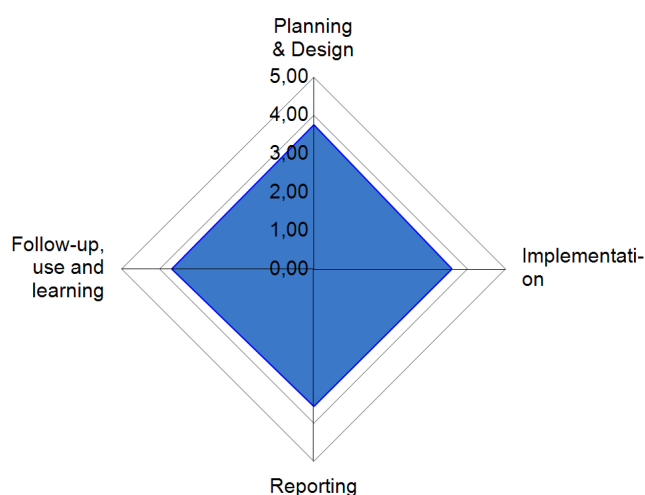 Planning
& Design
5,00
4,00
3,00
2,00
1,00
0,00
Follow-up,
use and
learning
Implementati-
on
Reporting